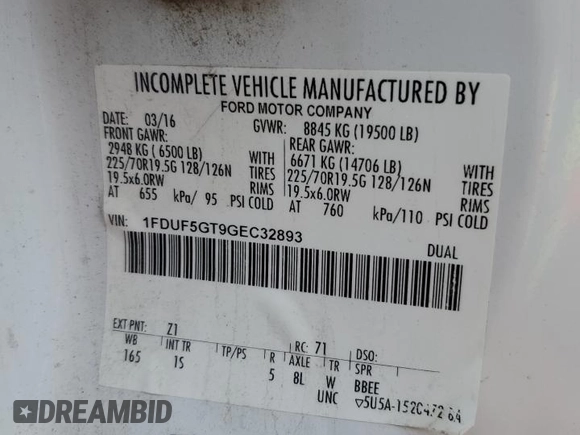 INCOMPLETE VEHICLE MANUFACTURED BY
FORD MOTOR COMPANY
DATE: 03/16 GVWR: 8845 KG (19500 LB)
FRONT GAWR: REAR GAWR:
2948 KG ( 6500 LB) WITH 6671 KG (14706 LB) WITH
225/70R19.5G 128/126N TIRES 225/70R19.5G 128/126N TIRES
19.5x6.0RW RIMS 19.5x6.0RW RIMS
AT 655 kPa/ 95 PSI COLD AT 760 kPa/110 PSI COLD
VIN: 1FDUF5GT9GEC32893 DUAL
EXT PNT: Z1 RC: 71 DSO:
WB INT TR TP/PS R AXLE TR SPR
165 1S 5 8L W BBEE
UNC ▽5U5A-1520472 6A
DREAMBID